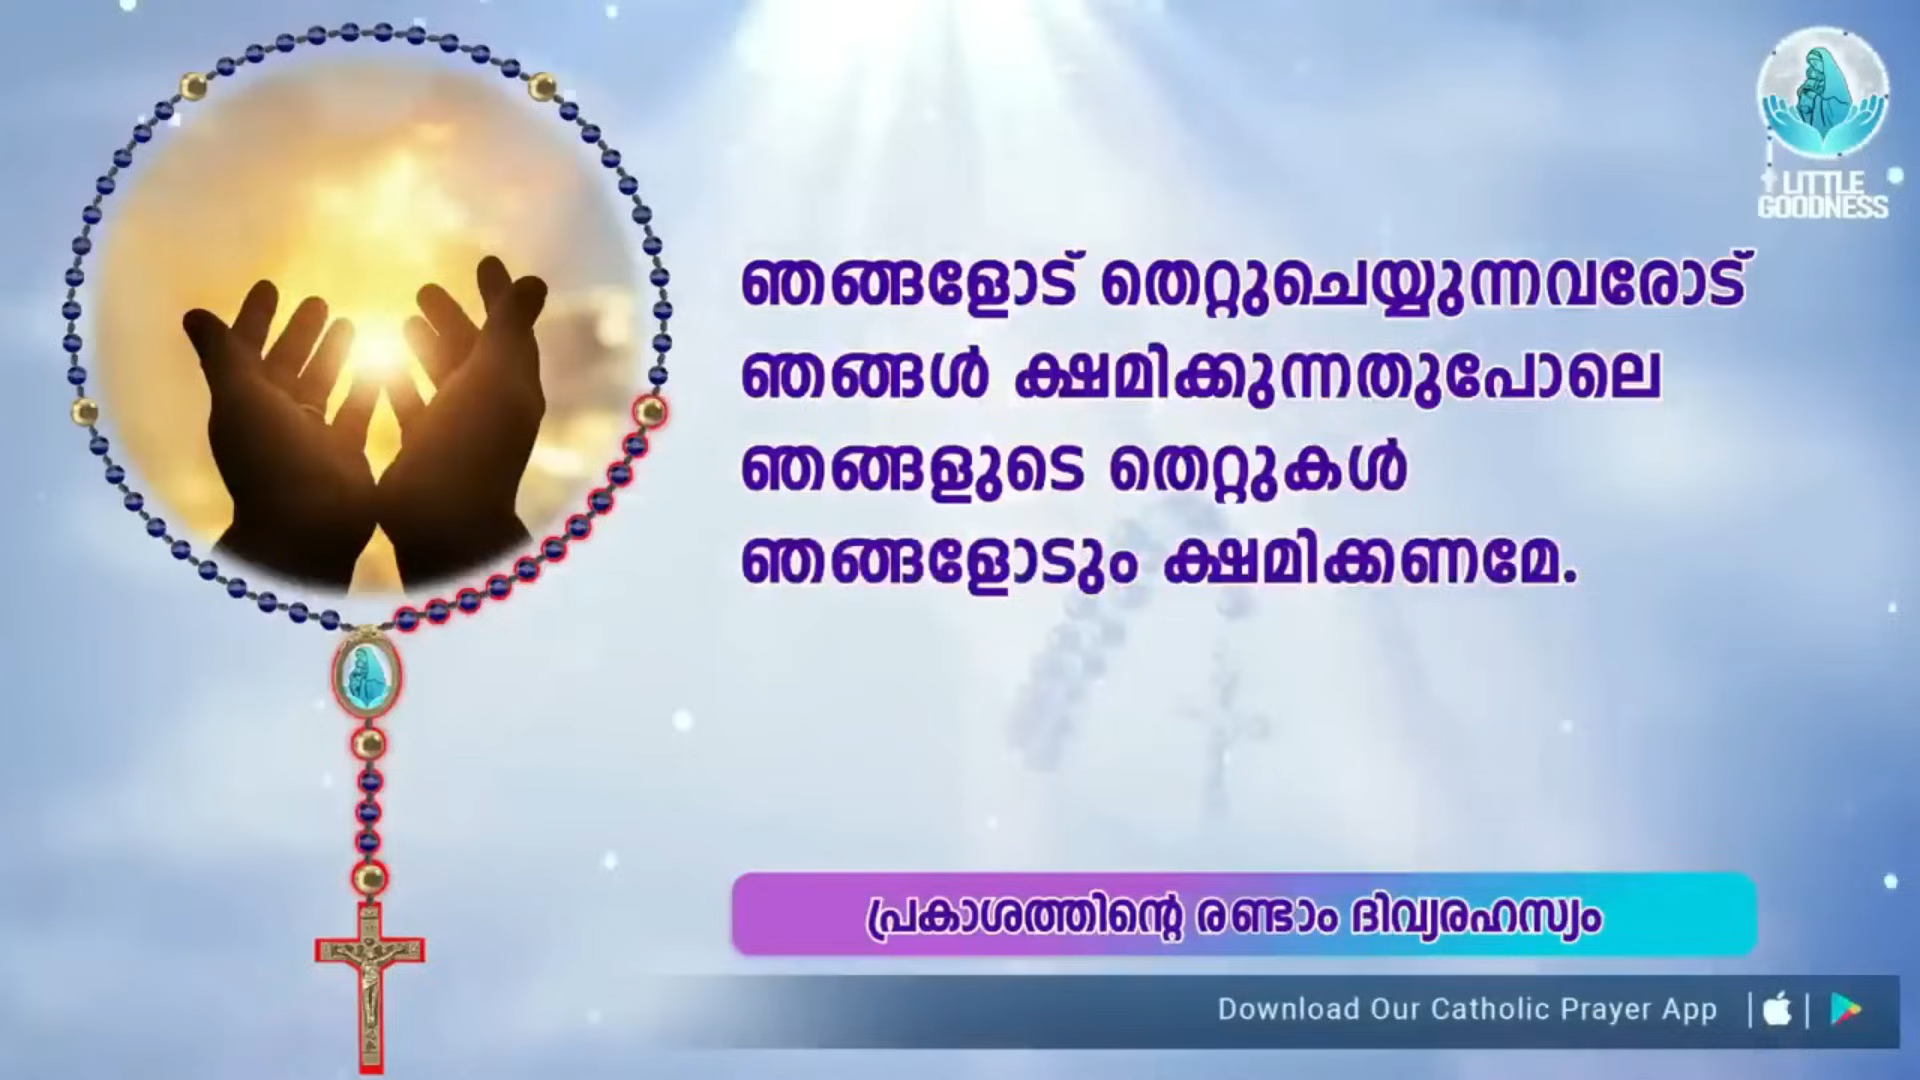 LITTLE
GOODNESS
ഞങ്ങളോട് തെറ്റുചെയ്യുന്നവരോട്
ഞങ്ങൾ ക്ഷമിക്കുന്നതുപോലെ
ഞങ്ങളുടെ തെറ്റുകൾ
ഞങ്ങളോടും ക്ഷമിക്കണമേ.
പ്രകാശത്തിന്റെ രണ്ടാം ദിവ്യരഹസ്യം
Download Our Catholic Prayer App